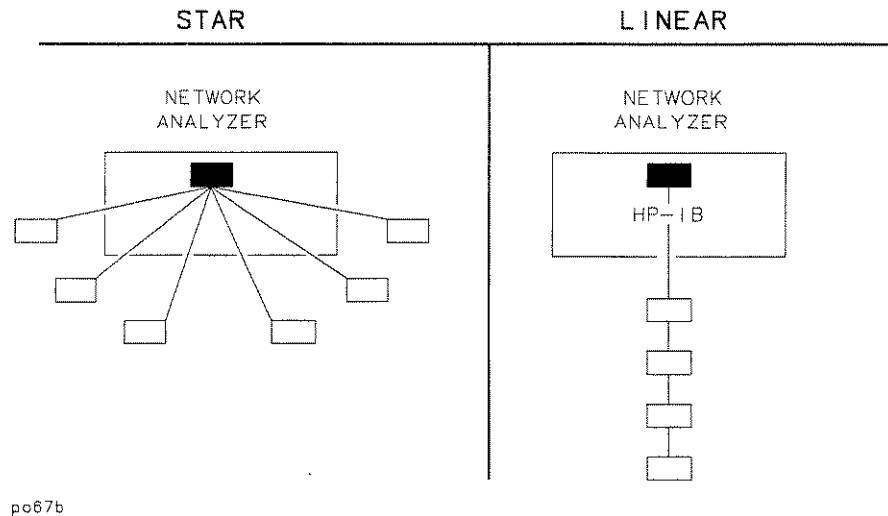 STAR
LINEAR
NETWORK
ANALYZER
NETWORK
ANALYZER
HP-IB
po67b